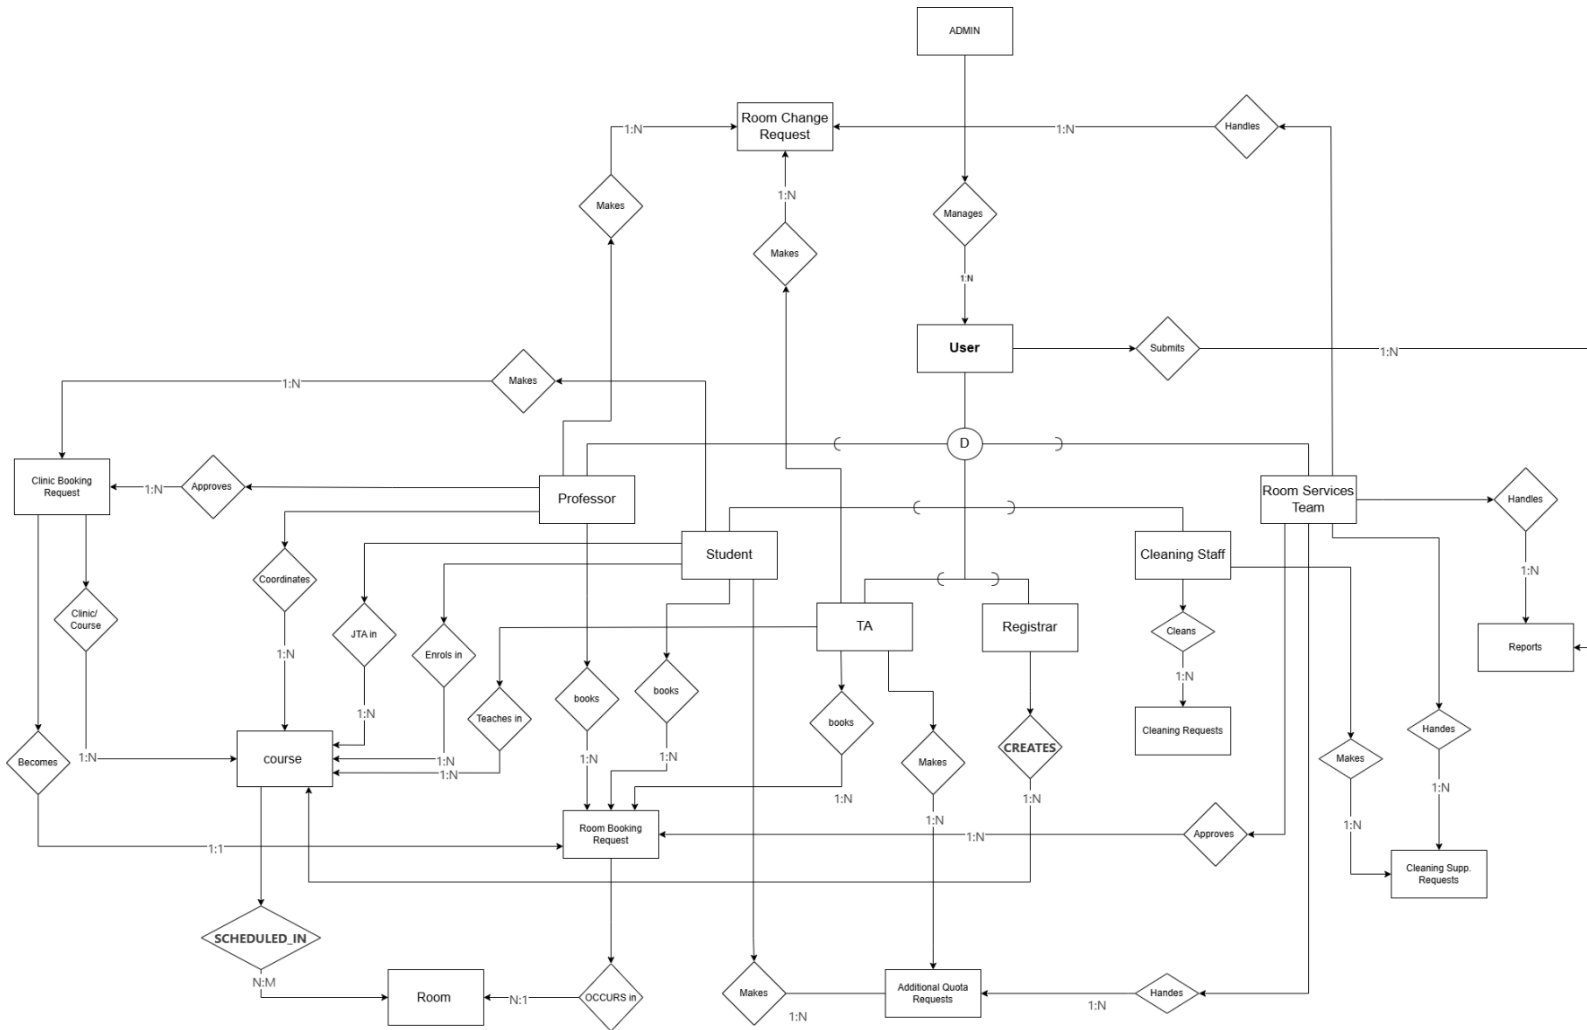 ADMIN
Room Change
Request
1:N
1:N
Handles
Makes
1:N
Manages
Makes
1:N
User
Submits
1:N
1:N
Makes
D
Clinic Booking
Request
1:N
Approves
Professor
Room Services
Team
Handles
Student
Cleaning Staff
Coordinates
1:N
Clinic/
Course
JTA in
Enrols in
TA
Registrar
Cleans
Reports
1:N
1:N
1:N
books
books
Teaches in
books
Cleaning Requests
Handes
CREATES
Becomes
1:N
course
1:N
1:N
1:N
1:N
Makes
Makes
1:N
1:N
1:N
1:N
1:N
Room Booking
Request
1:N
Approves
1:N
1:1
Cleaning Supp.
Requests
SCHEDULED_IN
N:M
Room
N:1
OCCURS in
Makes
1:N
Additional Quota
Requests
1:N
Handes